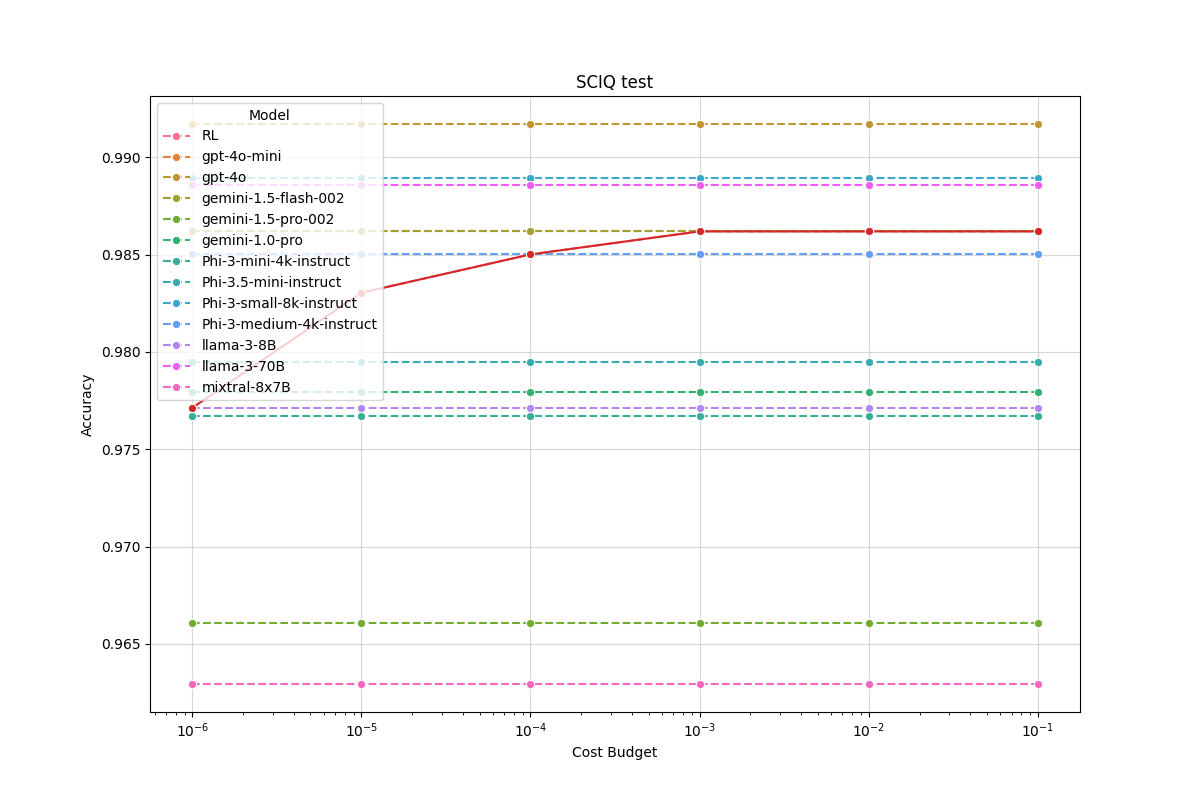 SCIQ test
Model
RL
gpt-4o-mini
gpt-4o
gemini-1.5-flash-002
gemini-1.5-pro-002
gemini-1.0-pro
Phi-3-mini-4k-instruct
Phi-3.5-mini-instruct
Phi-3-small-8k-instruct
Phi-3-medium-4k-instruct
llama-3-8B
llama-3-70B
mixtral-8x7B
Accuracy
0.990
0.985
0.980
0.975
0.970
0.965
10⁻⁶ 10⁻⁵ 10⁻⁴ 10⁻³ 10⁻² 10⁻¹
Cost Budget